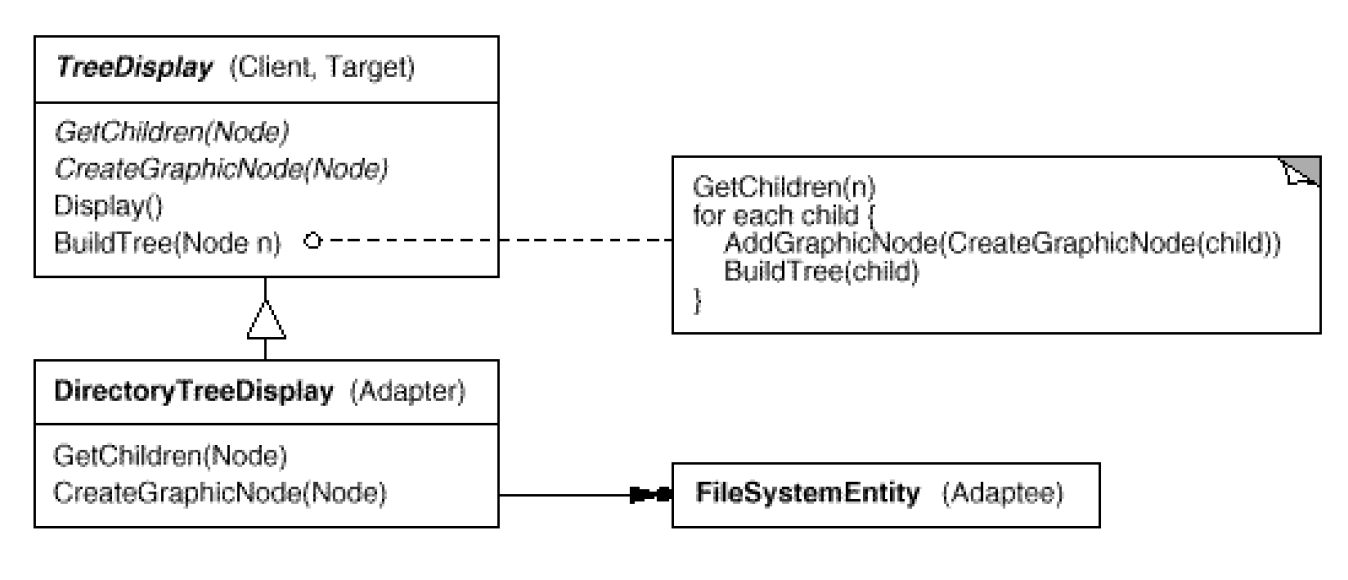 TreeDisplay (Client, Target)
GetChildren(Node)
CreateGraphicNode(Node)
Display()
BuildTree(Node n)
GetChildren(n)
for each child {
AddGraphicNode(CreateGraphicNode(child))
BuildTree(child)
}
DirectoryTreeDisplay (Adapter)
GetChildren(Node)
CreateGraphicNode(Node)
FileSystemEntity (Adaptee)